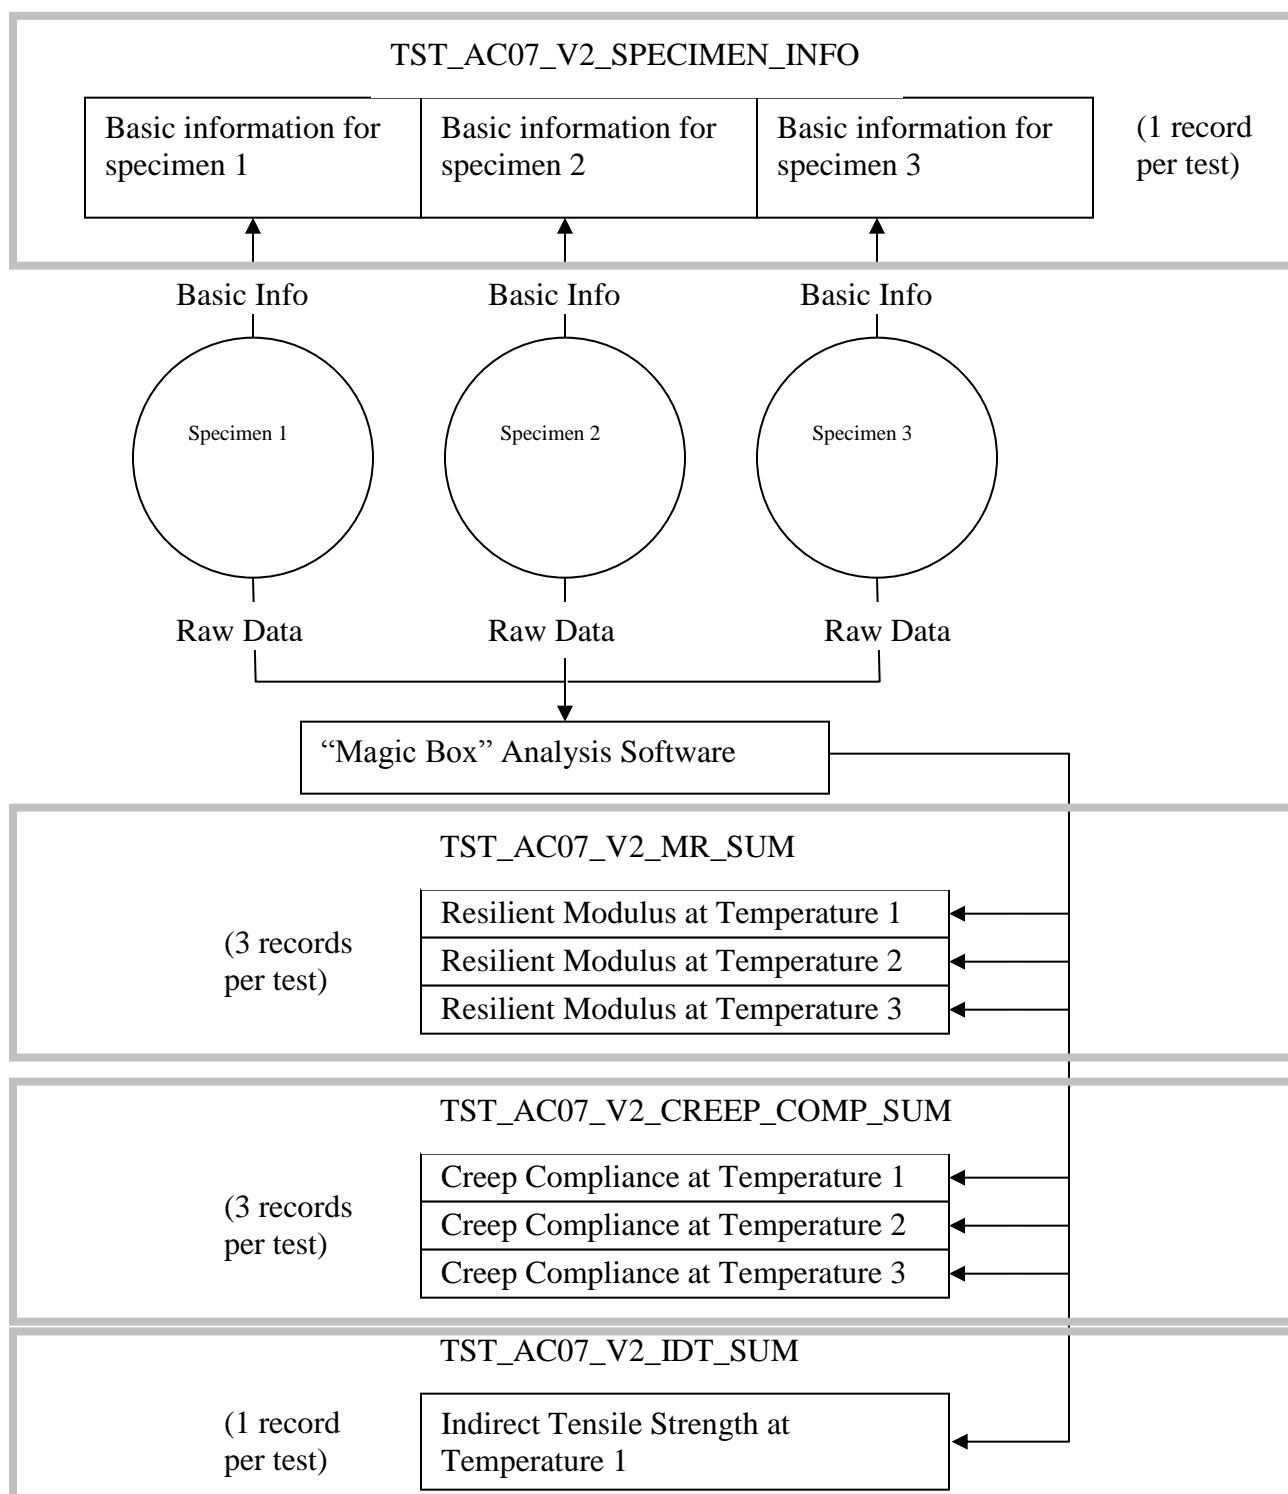 TST_AC07_V2_SPECIMEN_INFO
Basic information for
specimen 1
Basic information for
specimen 2
Basic information for
specimen 3
(1 record
per test)
Basic Info
Basic Info
Basic Info
Specimen 1
Specimen 2
Specimen 3
Raw Data
Raw Data
Raw Data
“Magic Box” Analysis Software
TST_AC07_V2_MR_SUM
(3 records
per test)
Resilient Modulus at Temperature 1
Resilient Modulus at Temperature 2
Resilient Modulus at Temperature 3
TST_AC07_V2_CREEP_COMP_SUM
(3 records
per test)
Creep Compliance at Temperature 1
Creep Compliance at Temperature 2
Creep Compliance at Temperature 3
TST_AC07_V2_IDT_SUM
(1 record
per test)
Indirect Tensile Strength at
Temperature 1